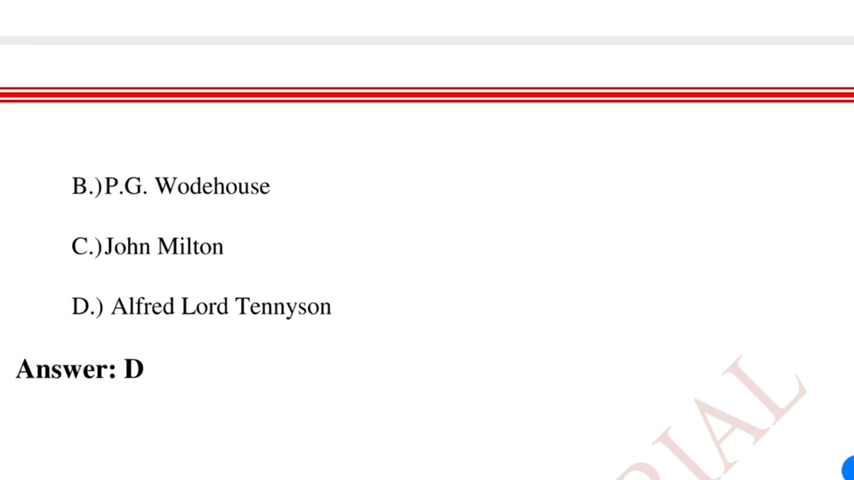 B.)P.G. Wodehouse
C.)John Milton
D.) Alfred Lord Tennyson
Answer: D